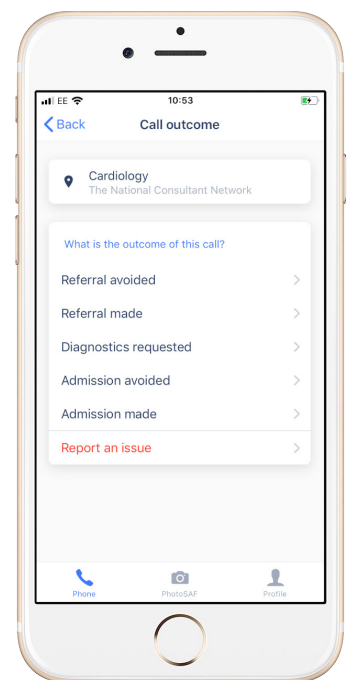 EE 10:53
Back Call outcome
Cardiology
The National Consultant Network
What is the outcome of this call?
Referral avoided
Referral made
Diagnostics requested
Admission avoided
Admission made
Report an issue
Phone PhotoSAF Profile